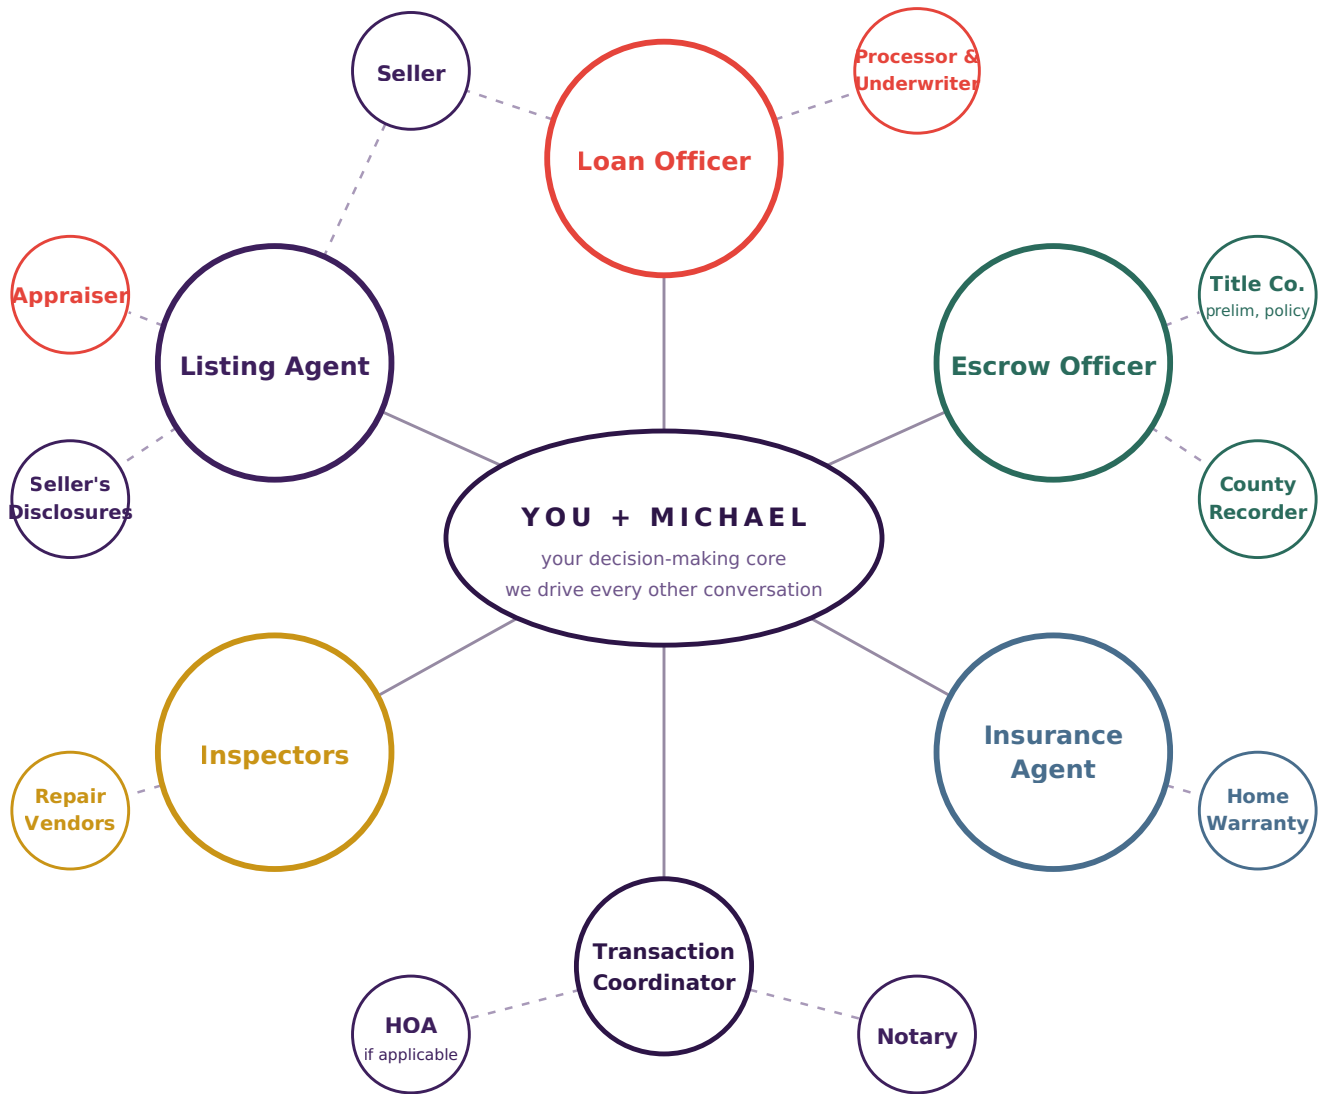 Seller
Processor &
Underwriter
Loan Officer
Appraiser
Listing Agent
Escrow Officer
Title Co.
prelim, policy
Seller's
Disclosures
County
Recorder
YOU + MICHAEL
your decision-making core
we drive every other conversation
Inspectors
Insurance
Agent
Repair
Vendors
Home
Warranty
Transaction
Coordinator
HOA
if applicable
Notary